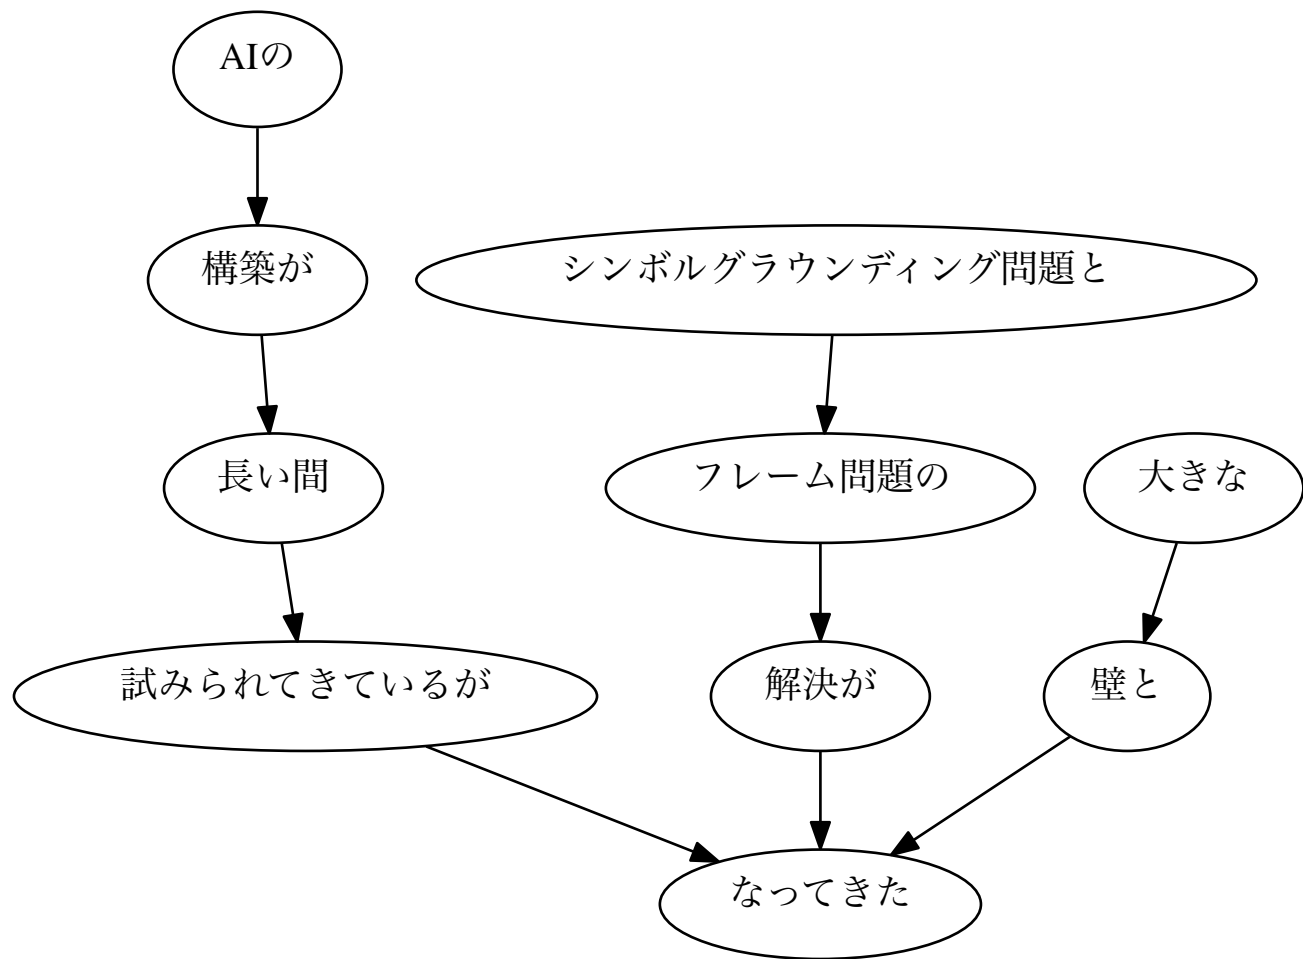 AIの
構築が
シンボルグラウンディング問題と
長い間
フレーム問題の
大きな
試みられてきているが
解決が
壁と
なってきた